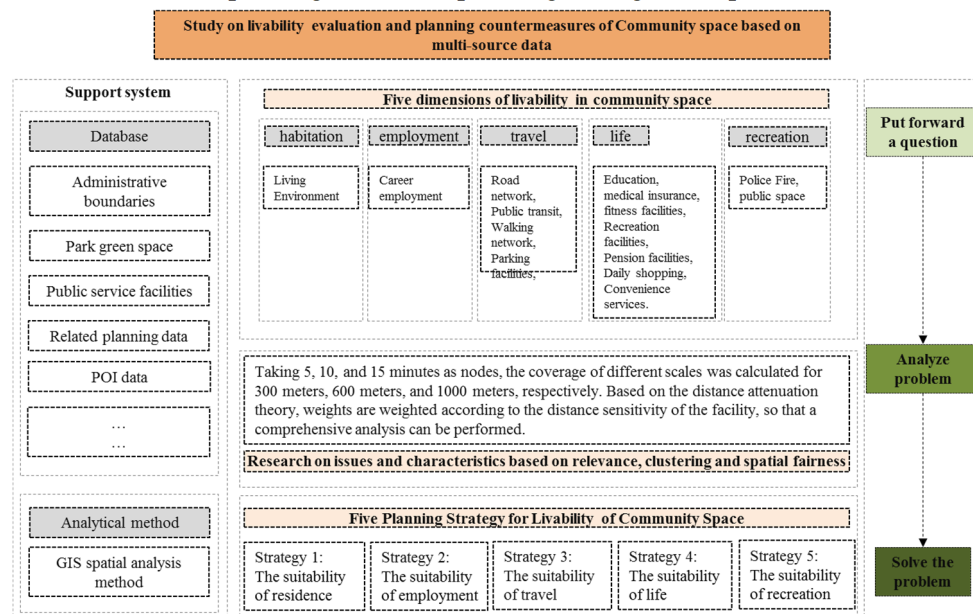 Study on livability evaluation and planning countermeasures of Community space based on
multi-source data
Support system
Database
Administrative
boundaries
Park green space
Public service facilities
Related planning data
POI data
…
…
Analytical method
GIS spatial analysis
method
Five dimensions of livability in community space
habitation
Living
Environment
employment
Career
employment
travel
Road
network,
Public transit,
Walking
network,
Parking
facilities,
life
Education,
medical insurance,
fitness facilities,
Recreation
facilities,
Pension facilities,
Daily shopping,
Convenience
services.
recreation
Police Fire,
public space
Taking 5, 10, and 15 minutes as nodes, the coverage of different scales was calculated for
300 meters, 600 meters, and 1000 meters, respectively. Based on the distance attenuation
theory, weights are weighted according to the distance sensitivity of the facility, so that a
comprehensive analysis can be performed.
Research on issues and characteristics based on relevance, clustering and spatial fairness
Five Planning Strategy for Livability of Community Space
Strategy 1:
The suitability
of residence
Strategy 2:
The suitability
of employment
Strategy 3:
The suitability
of travel
Strategy 4:
The suitability
of life
Strategy 5:
The suitability
of recreation
Put forward
a question
Analyze
problem
Solve the
problem